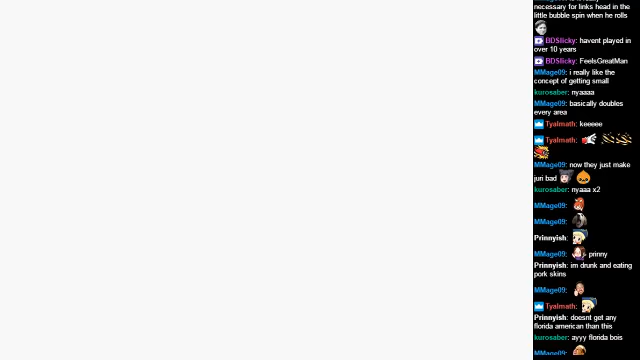 necessary for links head in the
little bubble spin when he rolls
BDSlicky: havent played in
over 10 years
BDSlicky: FeelsGreatMan
MMage09: i really like the
concept of getting small
kurosaber: nyaaaa
MMage09: basically doubles
every area
Tyalmath: keeeee
Tyalmath:
MMage09: now they just make
juri bad
kurosaber: nyaaa x2
MMage09:
MMage09:
Prinnyish:
MMage09: prinny
Prinnyish: im drunk and eating
pork skins
MMage09:
Tyalmath:
Prinnyish: doesnt get any
florida american than this
kurosaber: ayyy florida bois
MMage09: